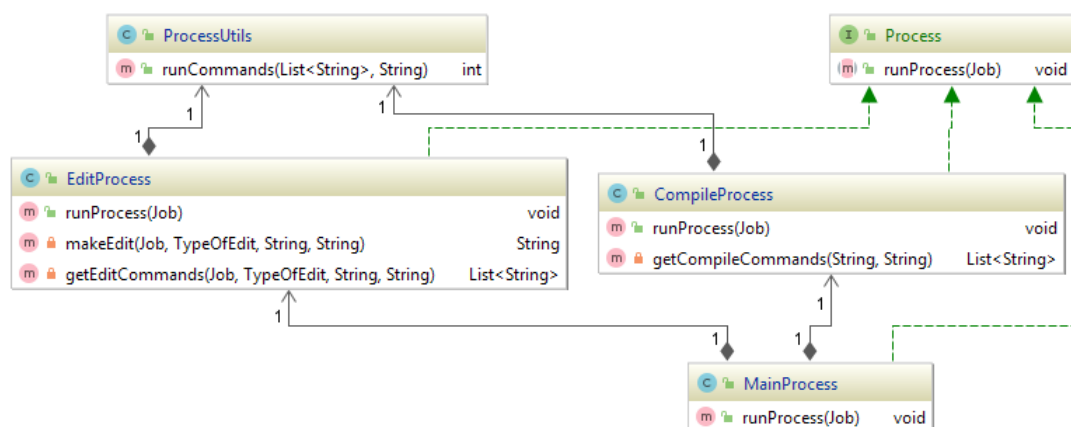 C ProcessUtils
m runCommands(List<String>, String) int
I Process
(m) runProcess(Job) void
1
1
1
1
C EditProcess
m runProcess(Job) void
m makeEdit(Job, TypeOfEdit, String, String) String
m getEditCommands(Job, TypeOfEdit, String, String) List<String>
C CompileProcess
m runProcess(Job) void
m getCompileCommands(String, String) List<String>
1
1
1
1
C MainProcess
m runProcess(Job) void